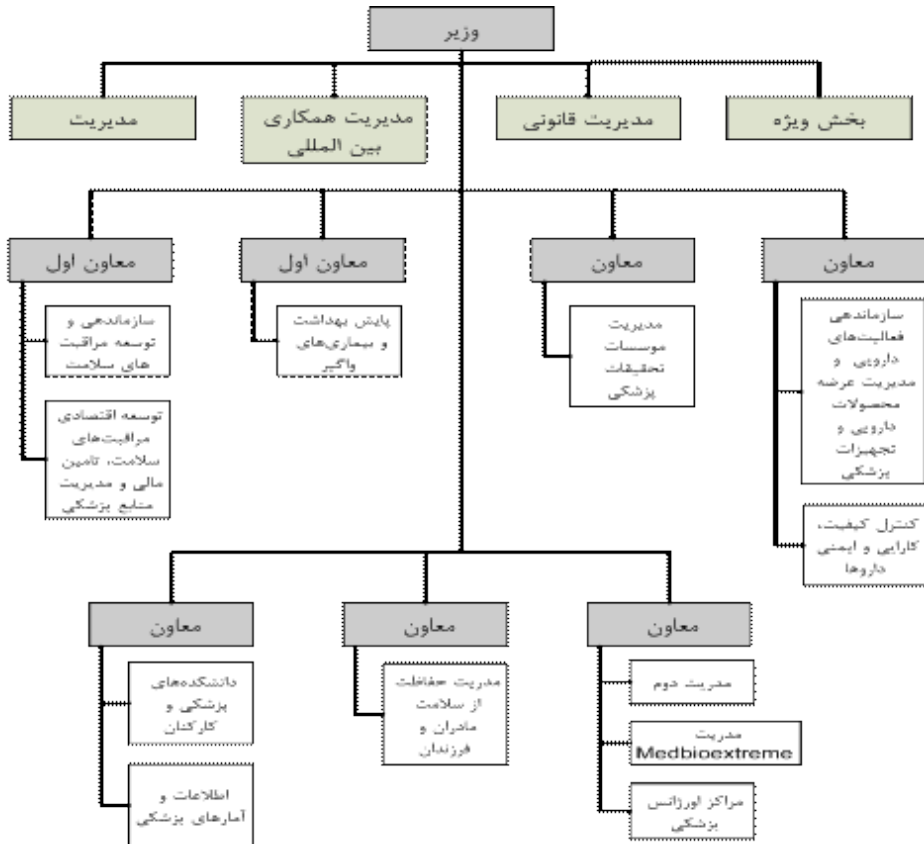 وزیر
بخش ویژه
مدیریت قانونی
مدیریت همکاری
بین المللی
مدیریت
معاون
سازماندهی
فعالیت‌های
دارویی و
مدیریت عرضه
محصولات
دارویی و
تجهیزات
پزشکی
کنترل کیفیت،
کارایی و ایمنی
داروها
معاون
مدیریت
موسسات
تحقیقات
پزشکی
معاون اول
پایش بهداشت
و بیماری‌های
واگیر
معاون اول
سازماندهی و
توسعه مراقبت
های سلامت
توسعه اقتصادی
مراقبت‌های
سلامت، تامین
مالی و مدیریت
منابع پزشکی
معاون
مدریت دوم
مدریت
Medbioextreme
مراکز اورژانس
پزشکی
معاون
مدریت حفاظت
از سلامت
مادران و
فرزندان
معاون
دانشکده‌های
پزشکی و
کارکنان
اطلاعات و
آمارهای پزشکی